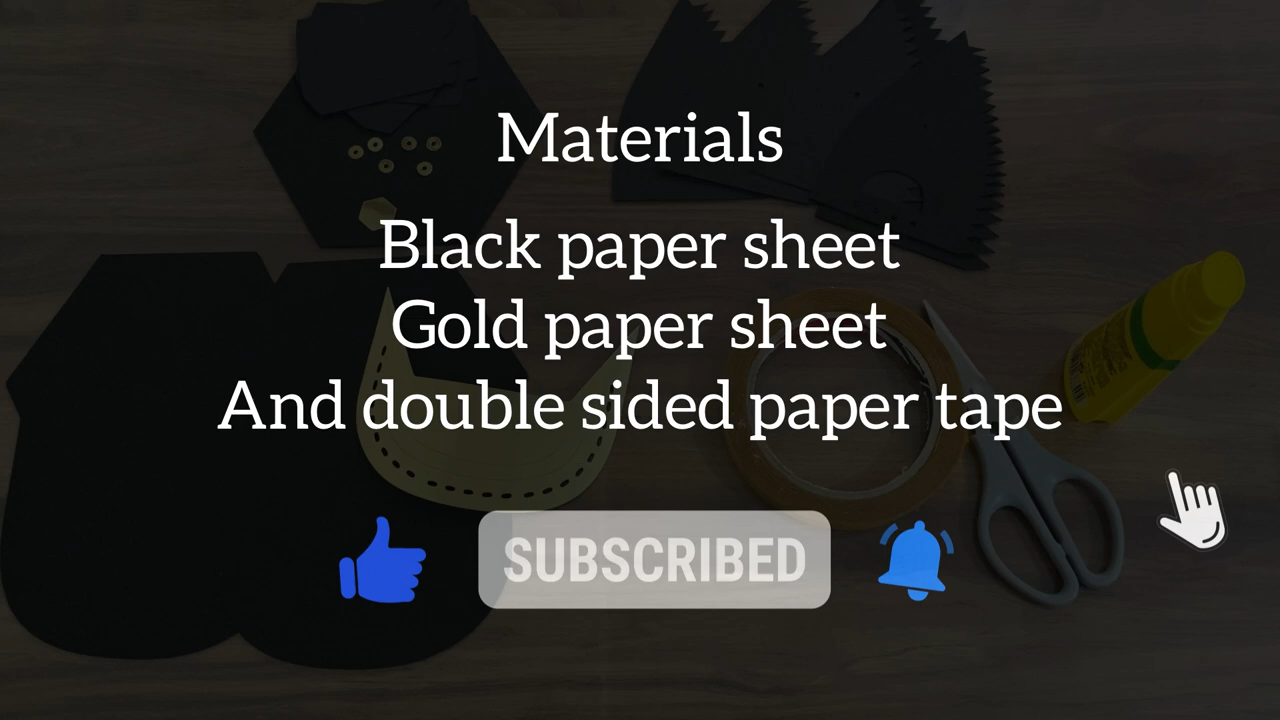 Materials
Black paper sheet
Gold paper sheet
And double sided paper tape
SUBSCRIBED